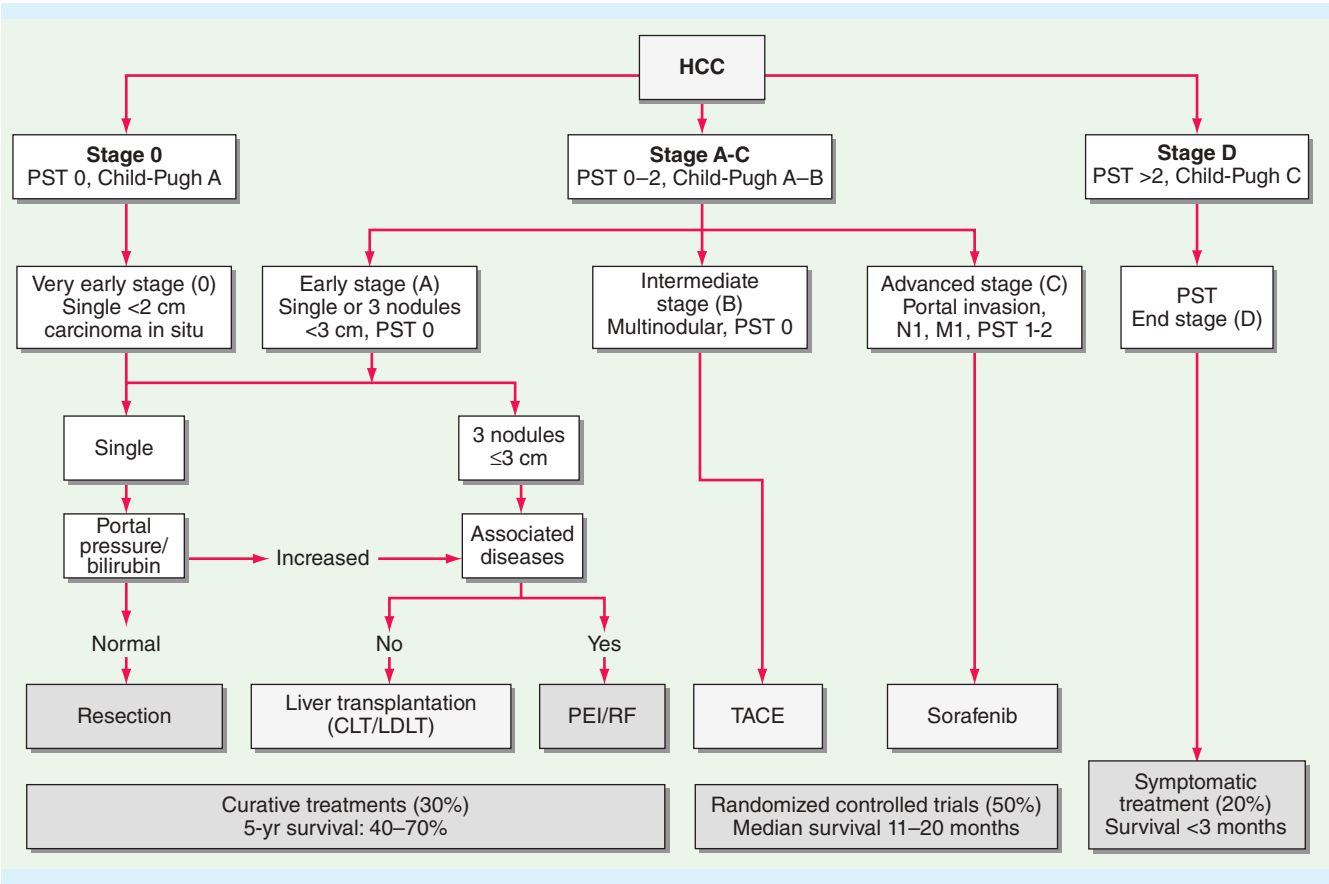 HCC
Stage 0
PST 0, Child-Pugh A
Stage A-C
PST 0–2, Child-Pugh A–B
Stage D
PST >2, Child-Pugh C
Very early stage (0)
Single <2 cm
carcinoma in situ
Early stage (A)
Single or 3 nodules
<3 cm, PST 0
Intermediate
stage (B)
Multinodular, PST 0
Advanced stage (C)
Portal invasion,
N1, M1, PST 1-2
PST
End stage (D)
Single
3 nodules
≤3 cm
Portal
pressure/
bilirubin
Increased
Associated
diseases
Normal
No
Yes
Resection
Liver transplantation
(CLT/LDLT)
PEI/RF
TACE
Sorafenib
Curative treatments (30%)
5-yr survival: 40–70%
Randomized controlled trials (50%)
Median survival 11–20 months
Symptomatic
treatment (20%)
Survival <3 months